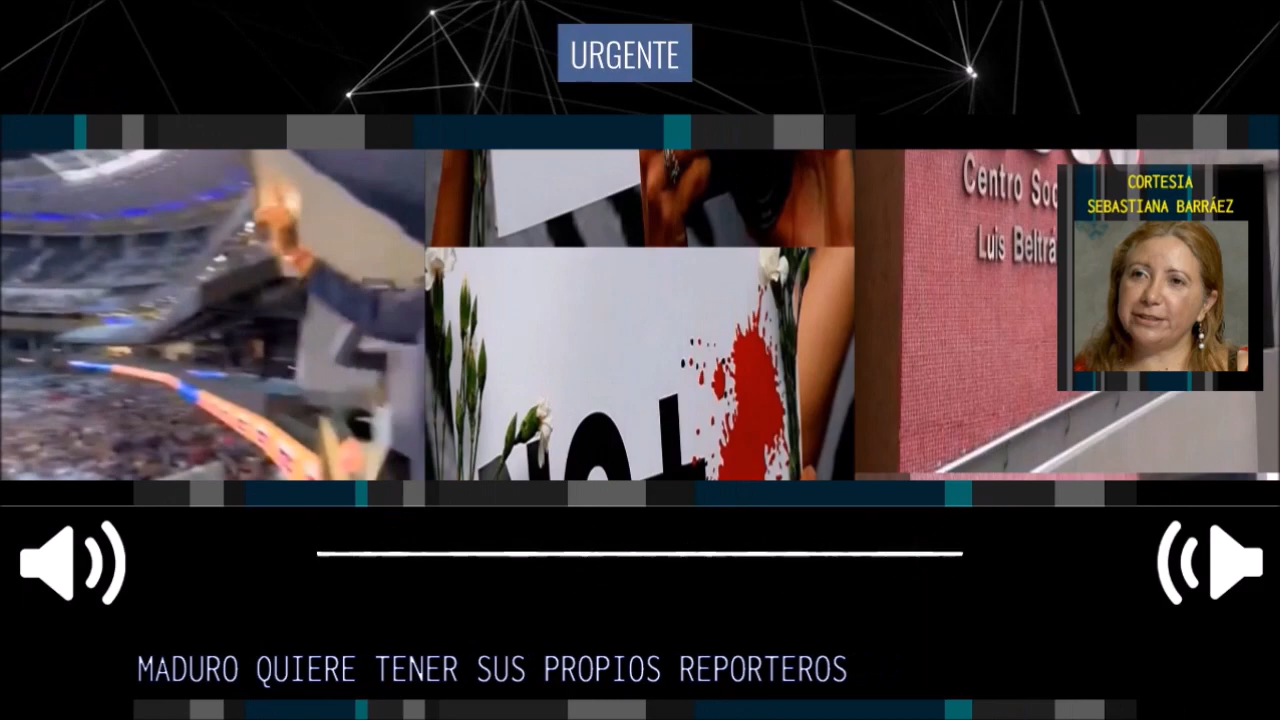 URGENTE
Centro Soc
Luis Beltrá
CORTESIA
SEBASTIANA BARRÁEZ
MADURO QUIERE TENER SUS PROPIOS REPORTEROS